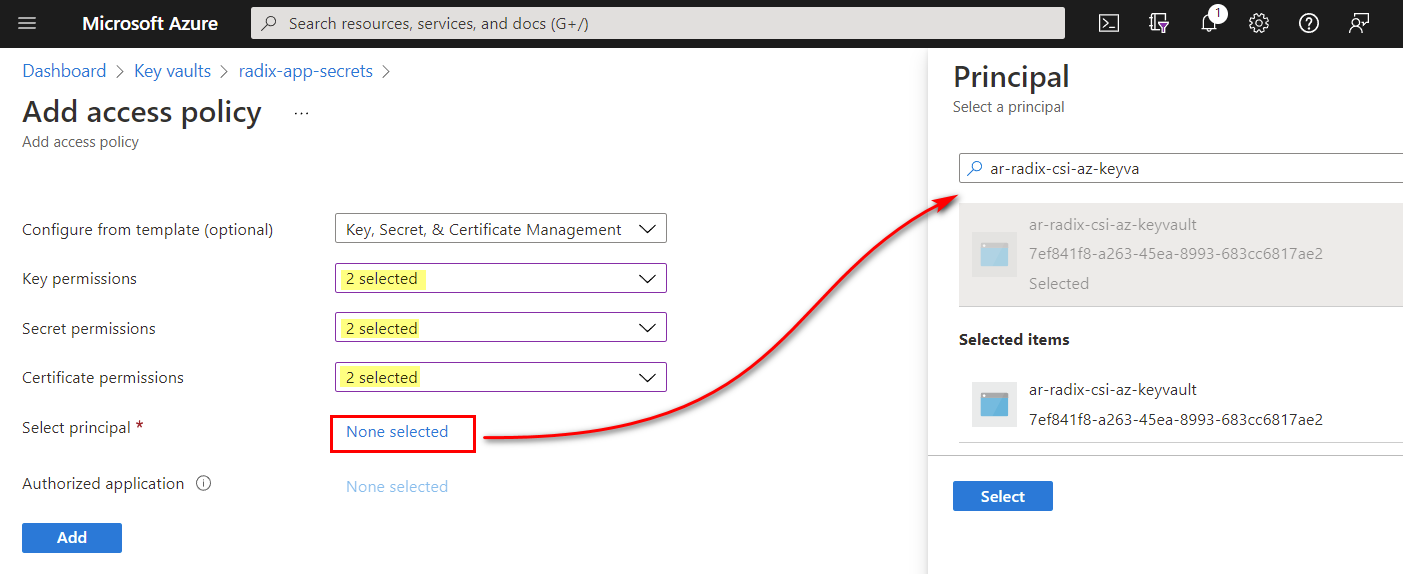 Microsoft Azure
Search resources, services, and docs (G+/)
1
Dashboard > Key vaults > radix-app-secrets >
Add access policy ...
Add access policy
Configure from template (optional)
Key, Secret, & Certificate Management
Key permissions
2 selected
Secret permissions
2 selected
Certificate permissions
2 selected
Select principal *
None selected
Authorized application
None selected
Add
Principal
Select a principal
ar-radix-csi-az-keyva
ar-radix-csi-az-keyvault
7ef841f8-a263-45ea-8993-683cc6817ae2
Selected
Selected items
ar-radix-csi-az-keyvault
7ef841f8-a263-45ea-8993-683cc6817ae2
Select